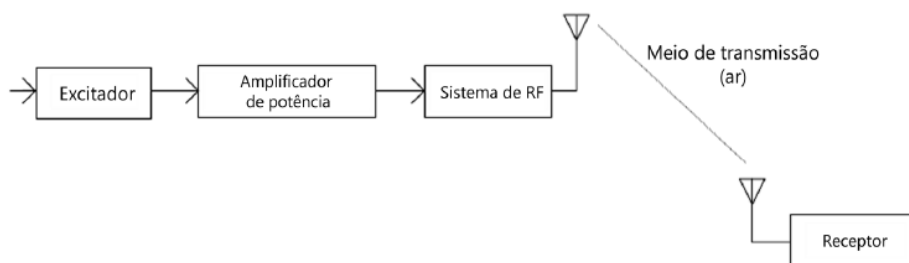 Excitador
Amplificador
de potência
Sistema de RF
Meio de transmissão
(ar)
Receptor